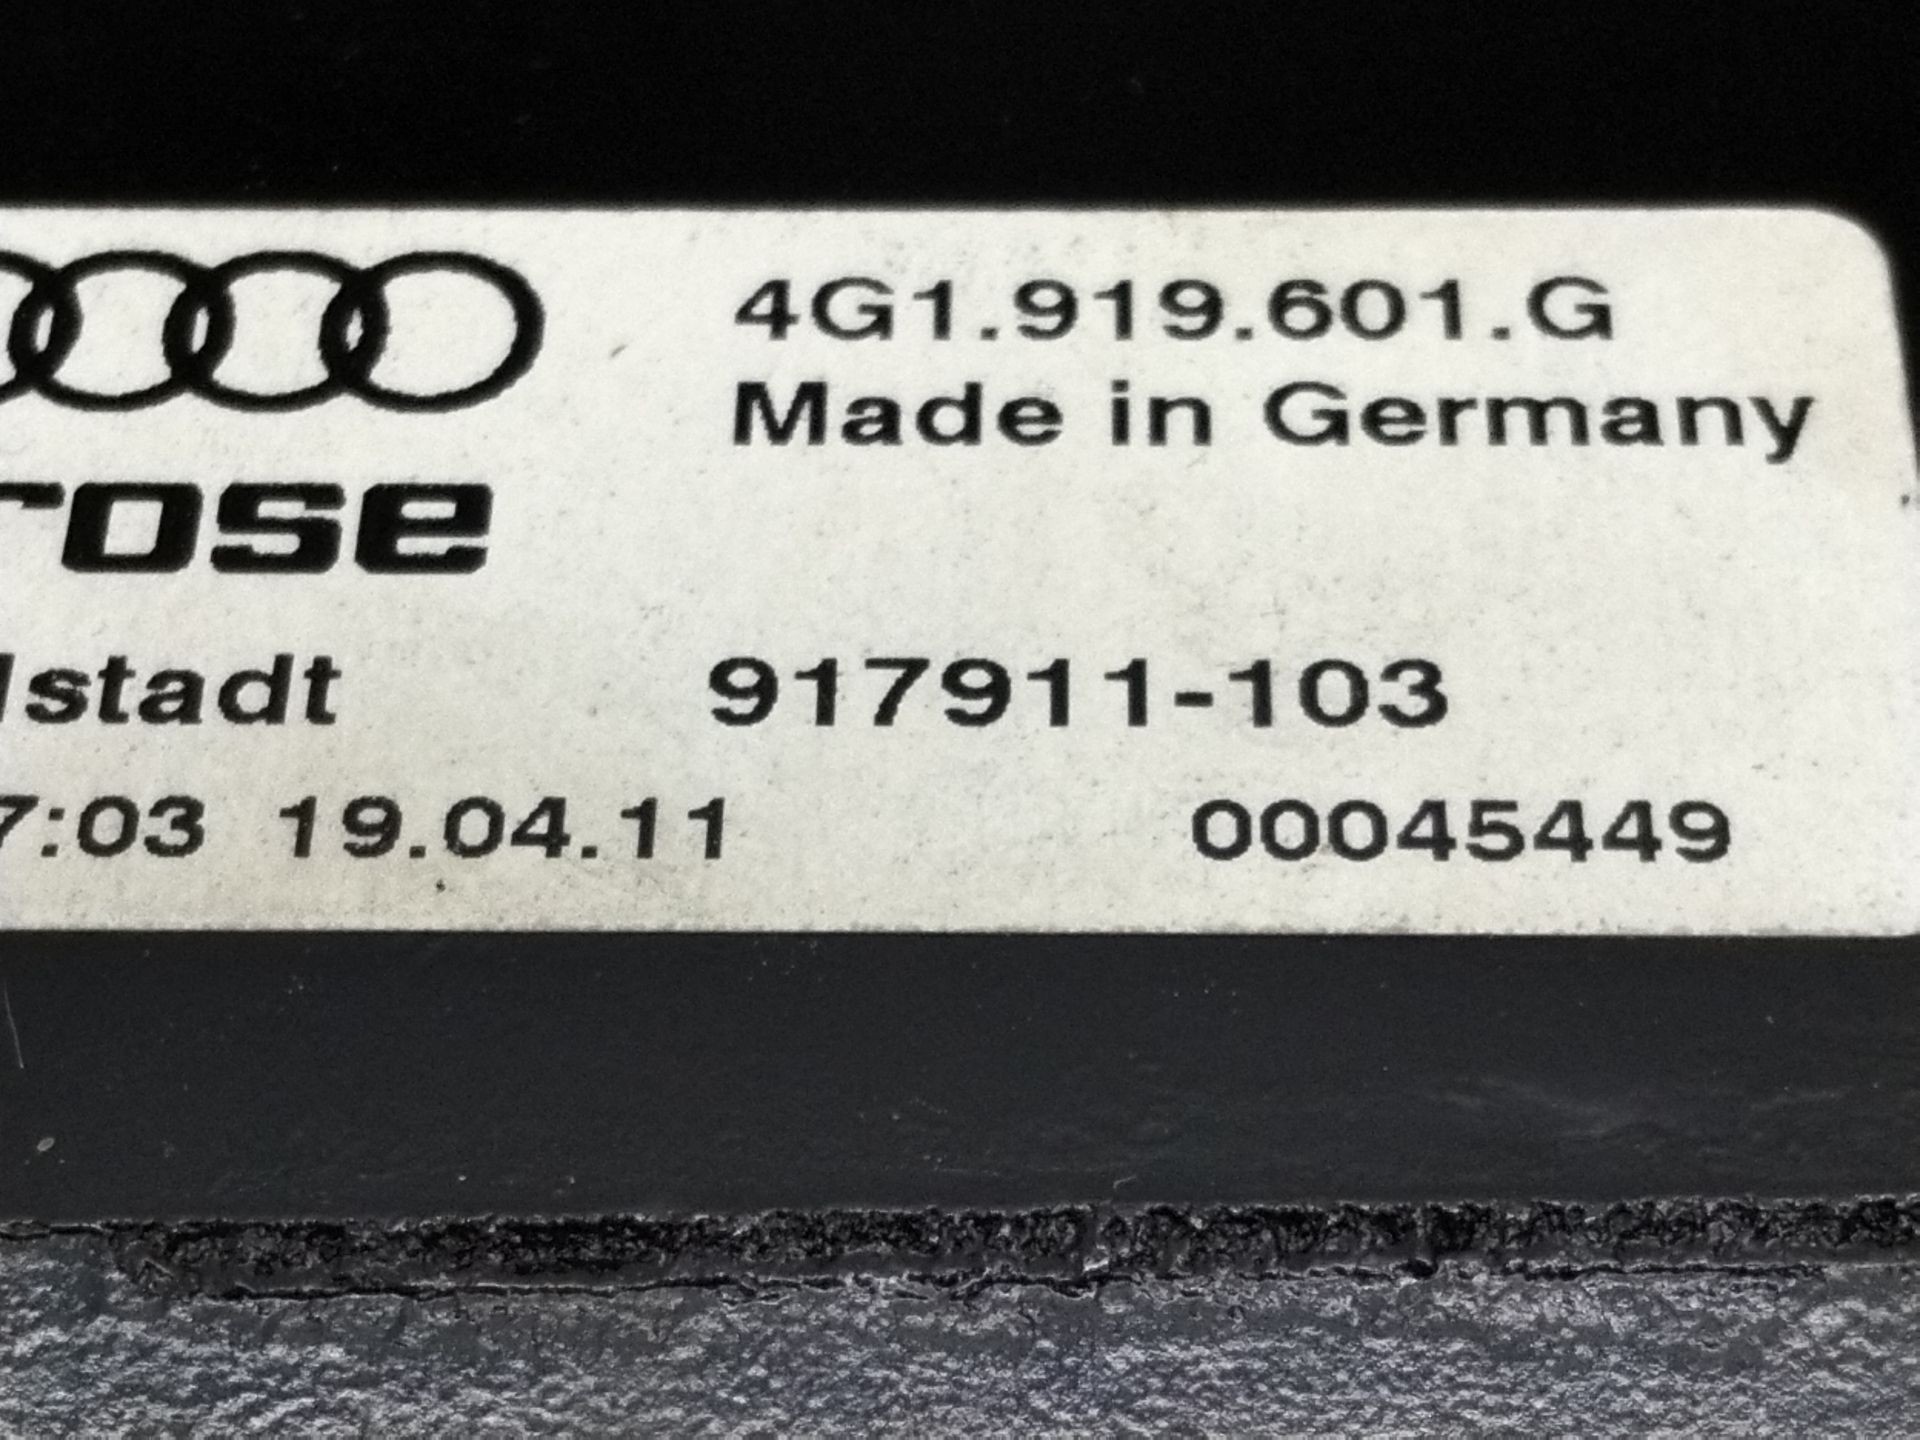 4G1.919.601.G
Made in Germany
rose
lstadt 917911-103
7:03 19.04.11 00045449